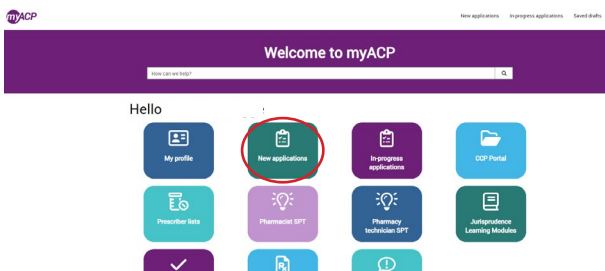 myACP
New applications In-progress applications Saved drafts
Welcome to myACP
How can we help?
Hello
My profile
New applications
In-progress
applications
CCP Portal
Prescriber lists
Pharmacist SPT
Pharmacy
technician SPT
Jurisprudence
Learning Modules